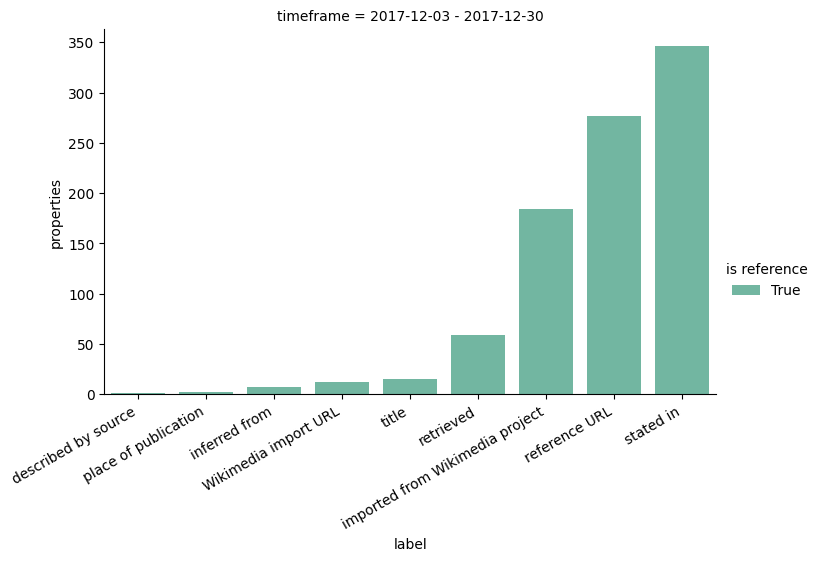 timeframe = 2017-12-03 - 2017-12-30
350
300
250
200
150
100
50
0
properties
is reference
True
described by source
place of publication
inferred from
Wikimedia import URL
title
retrieved
imported from Wikimedia project
reference URL
stated in
label